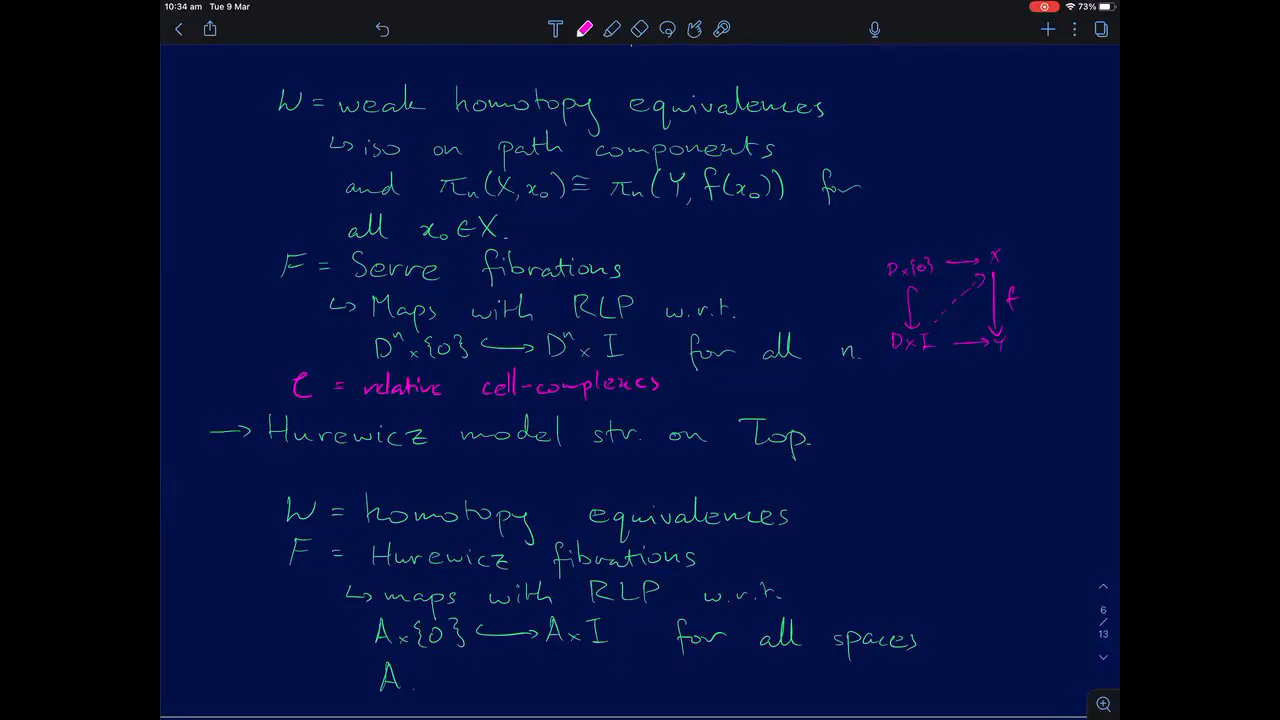 10:34 am Tue 9 Mar
73%
W = weak homotopy equivalences
↳ iso on path components
and πₙ(X, x₀) ≅ πₙ(Y, f(x₀)) for
all x₀ ∈ X.
F = Serre fibrations
↳ Maps with RLP w.r.t.
Dⁿ × {0} ↪ Dⁿ × I for all n.
D×{0} → X
f
D×I → Y
C = relative cell-complexes
→ Hurewicz model str. on Top.
W = homotopy equivalences
F = Hurewicz fibrations
↳ maps with RLP w.r.t.
A × {0} ↪ A × I for all spaces
A.
6
/
13